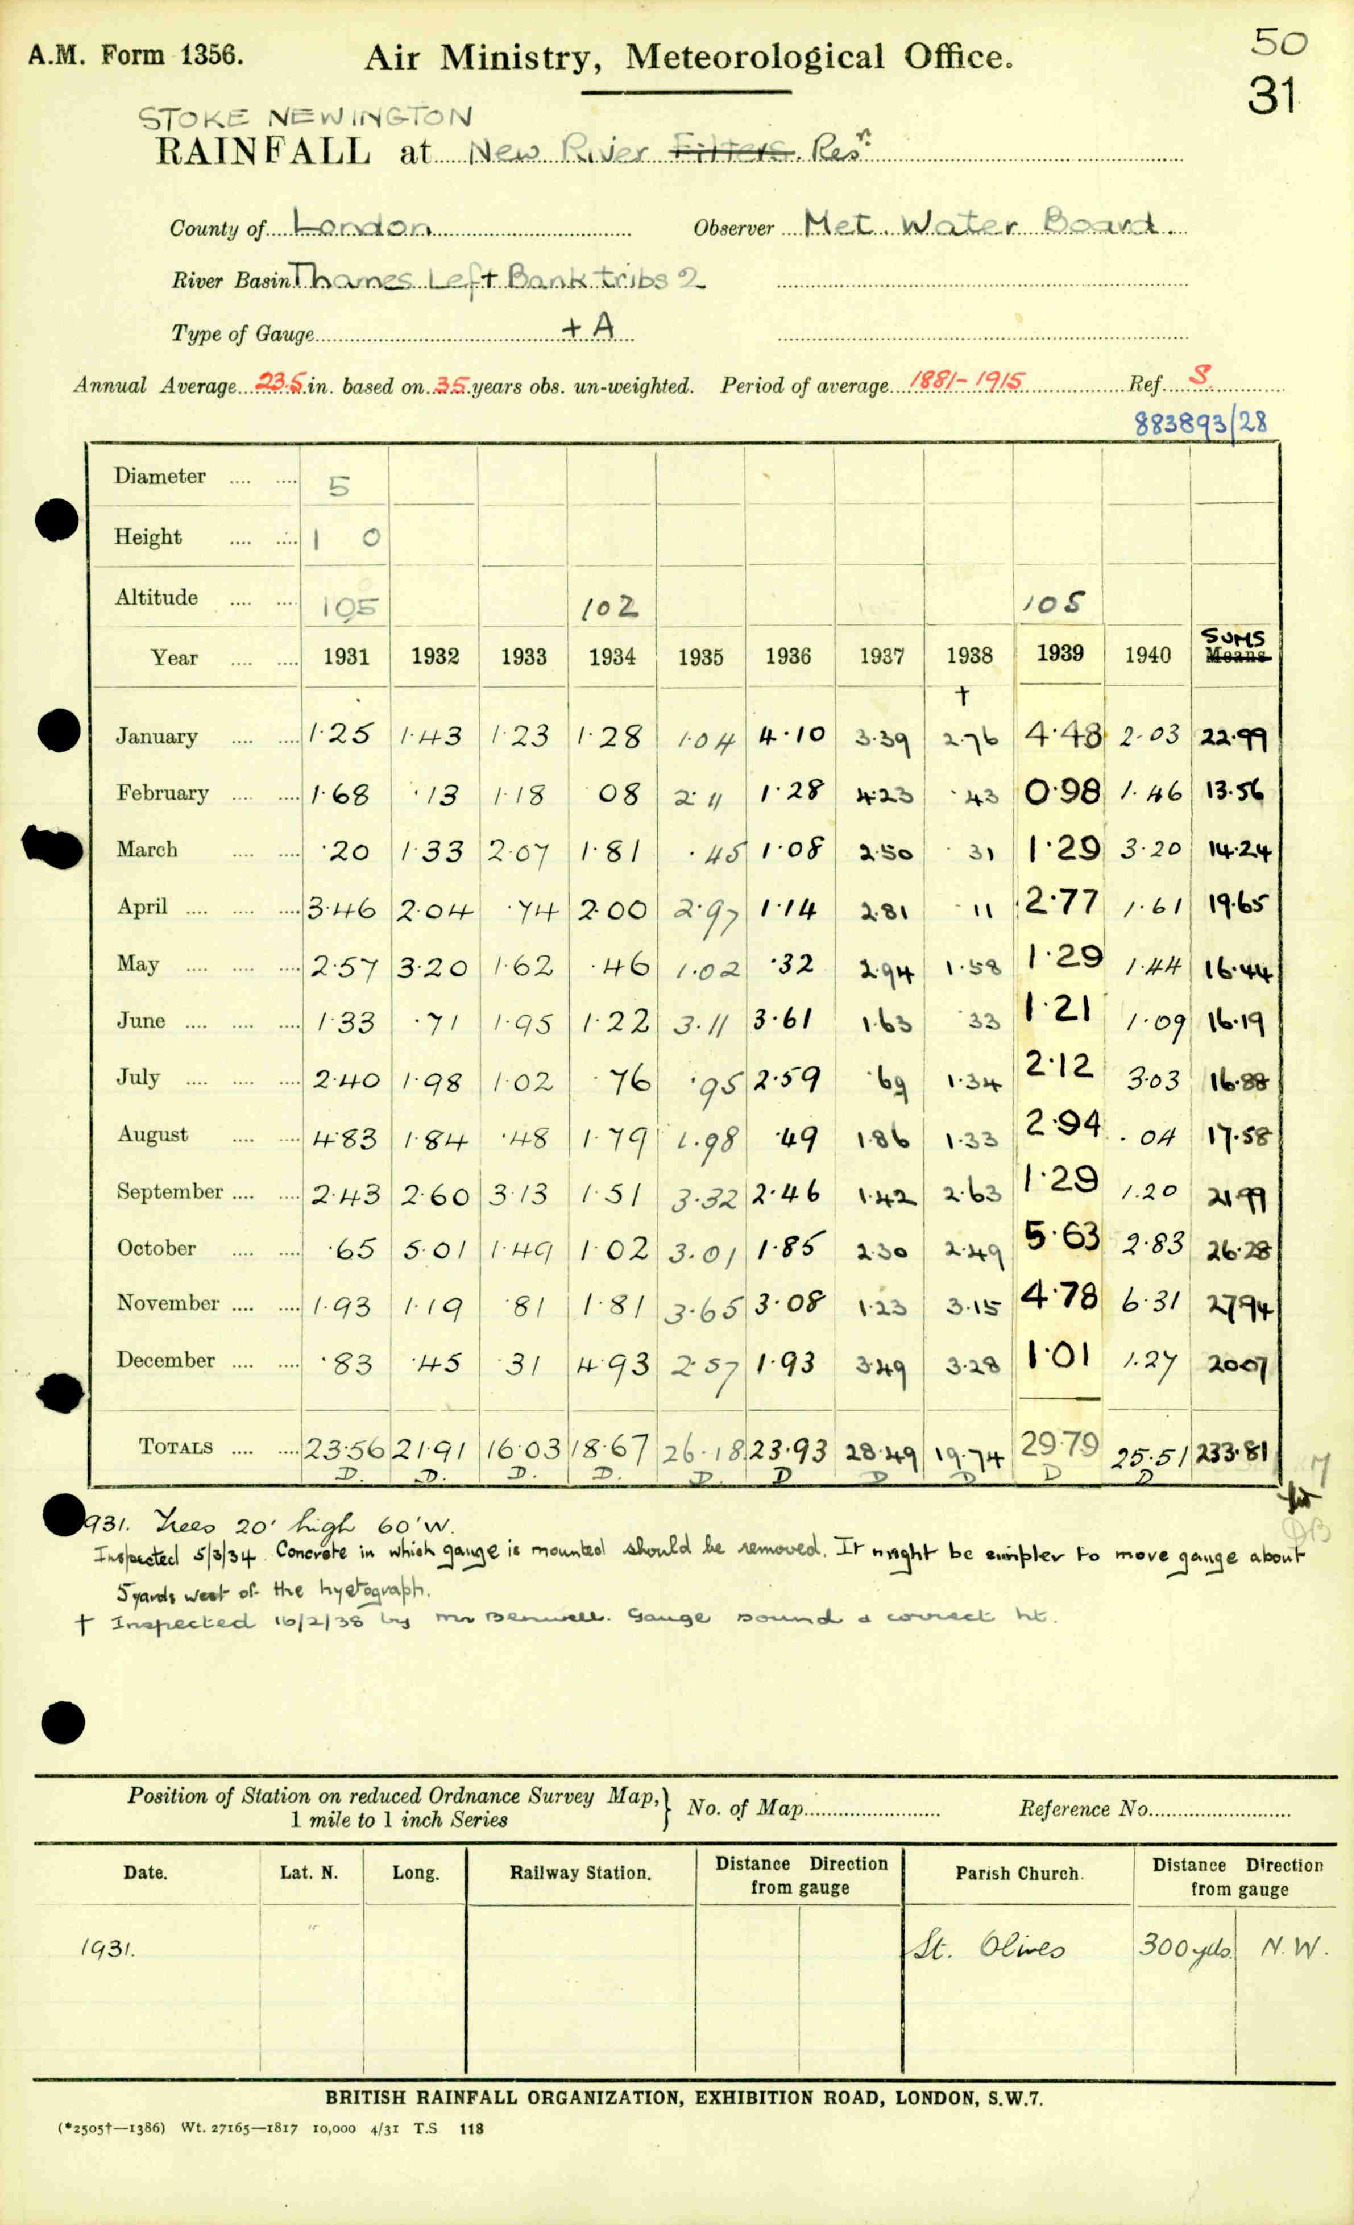 50
A.M. Form 1356. Air Ministry, Meteorological Office.
31
STOKE NEWINGTON
RAINFALL at New River Filters. Resr.
County of London Observer Met. Water Board.
River Basin Thames Left Bank tribs 2
Type of Gauge + A
Annual Average 23.5 in. based on 35 years obs. un-weighted. Period of average 1881-1915 Ref. S.
883893/28
Diameter 5
Height 1 0
Altitude 105 102 105
SUMS
Year 1931 1932 1933 1934 1935 1936 1937 1938 1939 1940 Means
†
January 1.25 1.43 1.23 1.28 1.04 4.10 3.39 2.76 4.48 2.03 22.99
February 1.68 .13 1.18 08 2.11 1.28 4.23 .43 0.98 1.46 13.56
March .20 1.33 2.07 1.81 .45 1.08 2.50 .31 1.29 3.20 14.24
April 3.46 2.04 .74 2.00 2.97 1.14 2.81 .11 2.77 1.61 19.65
May 2.57 3.20 1.62 .46 1.02 .32 2.94 1.58 1.29 1.44 16.44
June 1.33 .71 1.95 1.22 3.11 3.61 1.63 .33 1.21 1.09 16.19
July 2.40 1.98 1.02 .76 .95 2.59 .69 1.34 2.12 3.03 16.88
August 4.83 1.84 .48 1.79 1.98 .49 1.86 1.33 2.94 .04 17.58
September 2.43 2.60 3.13 1.51 3.32 2.46 1.42 2.63 1.29 1.20 21.99
October .65 5.01 1.49 1.02 3.01 1.85 2.30 2.49 5.63 2.83 26.28
November 1.93 1.19 .81 1.81 3.65 3.08 1.23 3.15 4.78 6.31 27.94
December .83 .45 .31 4.93 2.57 1.93 3.49 3.28 1.01 1.27 20.07
TOTALS 23.56 21.91 16.03 18.67 26.18 23.93 28.49 19.74 29.79 25.51 233.81
D. D. D. D. D. D D D D D
1931. Trees 20' high 60' W.
Inspected 5/3/34. Concrete in which gauge is mounted should be removed. It might be simpler to move gauge about
5 yards west of the hyetograph.
† Inspected 16/2/38 by Mr Benwell. Gauge sound & correct ht.
Position of Station on reduced Ordnance Survey Map, 1 mile to 1 inch Series } No. of Map Reference No.
Date. Lat. N. Long. Railway Station. Distance Direction from gauge Parish Church. Distance Direction from gauge
1931. St. Olives 300 yds. N.W.
BRITISH RAINFALL ORGANIZATION, EXHIBITION ROAD, LONDON, S.W.7.
(*2505†—1386) Wt. 27165—1817 10,000 4/31 T.S 118